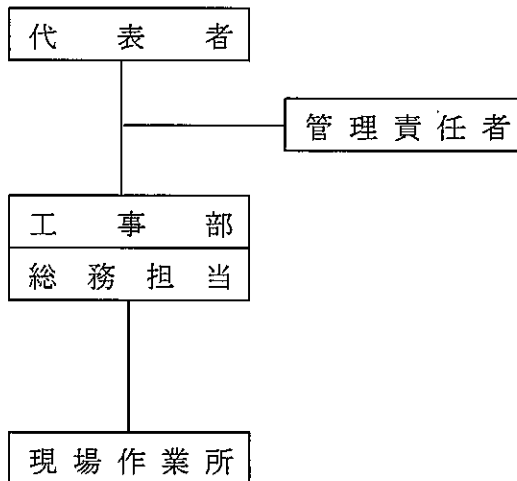 代表者
管理責任者
工事部
総務担当
現場作業所